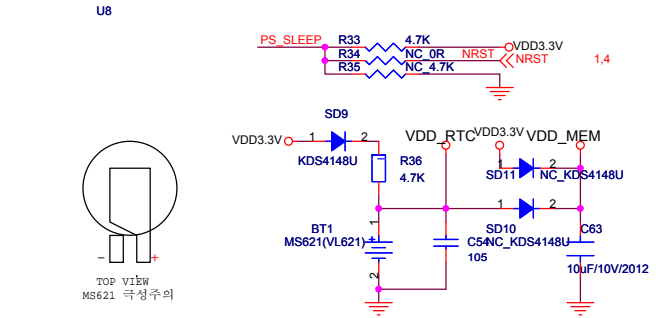 U8
PS_SLEEP
R33 4.7K
VDD3.3V
R34 NC_0R NRST NRST 1,4
R35 NC_4.7K
SD9
VDD3.3V 1 2 VDD_RTC VDD3.3V VDD_MEM
KDS4148U
R36
4.7K
1 2
SD11 NC_KDS4148U
1 2
BT1 1
MS621(VL621) +
2
SD10
C54 NC_KDS4148U
105
C63
10uF/10V/2012
- +
TOP VIEW
MS621 극성주의